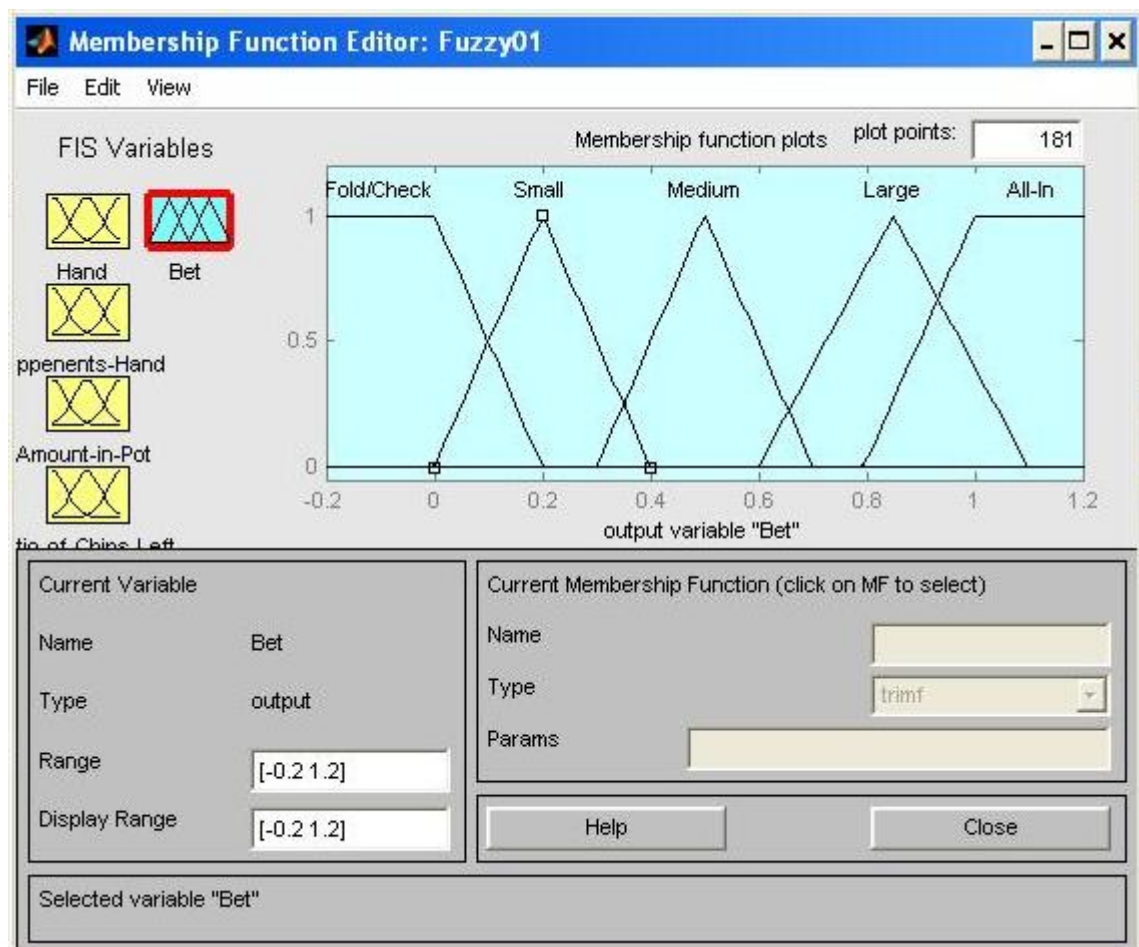 Membership Function Editor: Fuzzy01
File Edit View
FIS Variables
Membership function plots plot points: 181
Hand Bet
ppenents-Hand
Amount-in-Pot
tio-of-Chips-Left
Fold/Check Small Medium Large All-In
1
0.5
0
-0.2 0 0.2 0.4 0.6 0.8 1 1.2
output variable "Bet"
Current Variable
Name Bet
Type output
Range [-0.2 1.2]
Display Range [-0.2 1.2]
Current Membership Function (click on MF to select)
Name
Type trimf
Params
Help Close
Selected variable "Bet"